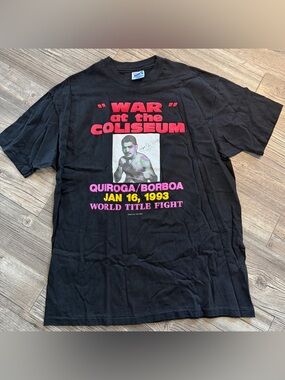 " WAR "
at the
COLISEUM
QUIROGA/BORBOA
JAN 16, 1993
WORLD TITLE FIGHT